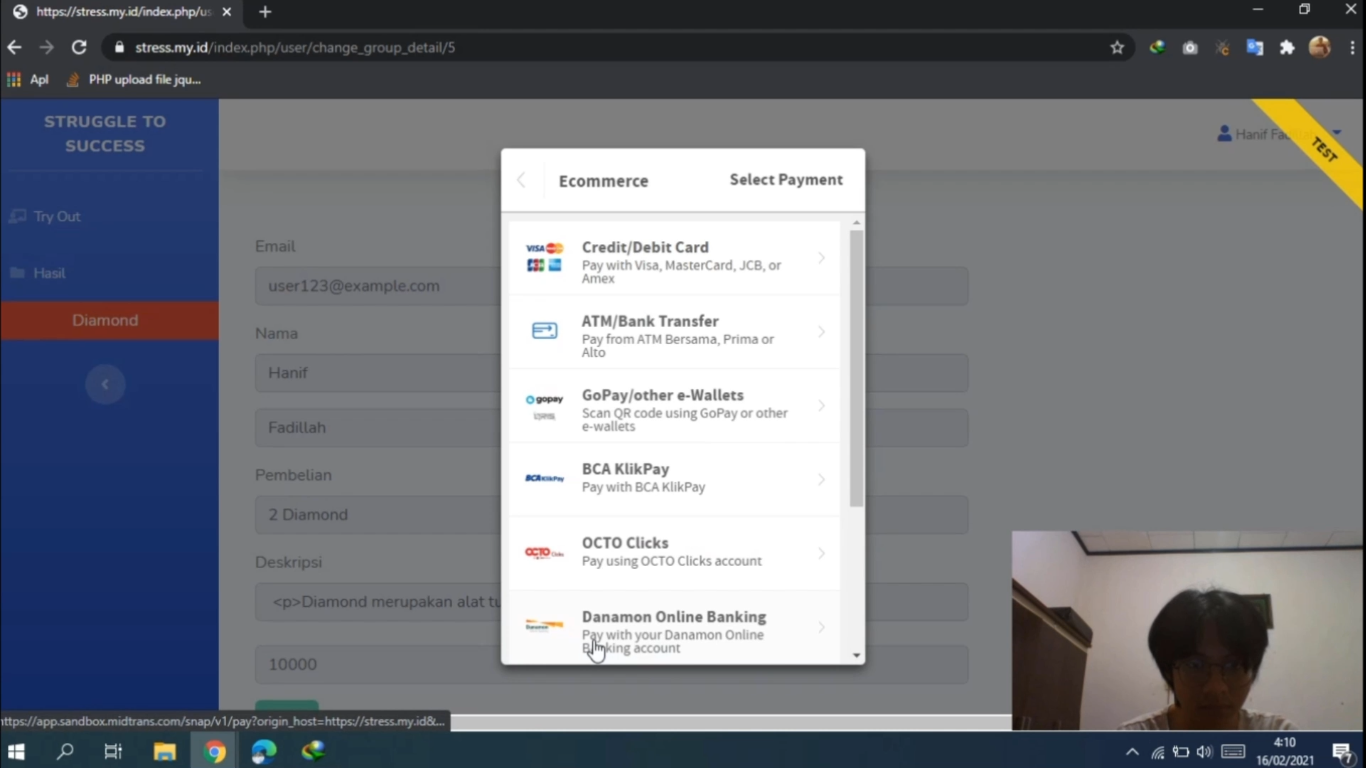 https://stress.my.id/index.php/us
stress.my.id/index.php/user/change_group_detail/5
Apl
PHP upload file jqu...
STRUGGLE TO
SUCCESS
Try Out
Hasil
Diamond
Hanif
TEST
Email
user123@example.com
Nama
Hanif
Fadillah
Pembelian
2 Diamond
Deskripsi
<p>Diamond merupakan alat tu
10000
Ecommerce
Select Payment
VISA
Credit/Debit Card
Pay with Visa, MasterCard, JCB, or
Amex
ATM/Bank Transfer
Pay from ATM Bersama, Prima or
Alto
gopay
GoPay/other e-Wallets
Scan QR code using GoPay or other
e-wallets
BCA KlikPay
BCA KlikPay
Pay with BCA KlikPay
OCTO Clicks
OCTO Clicks
Pay using OCTO Clicks account
Danamon
Danamon Online Banking
Pay with your Danamon Online
Banking account
https://app.sandbox.midtrans.com/snap/v1/pay?origin_host=https://stress.my.id&...
4:10
16/02/2021
7